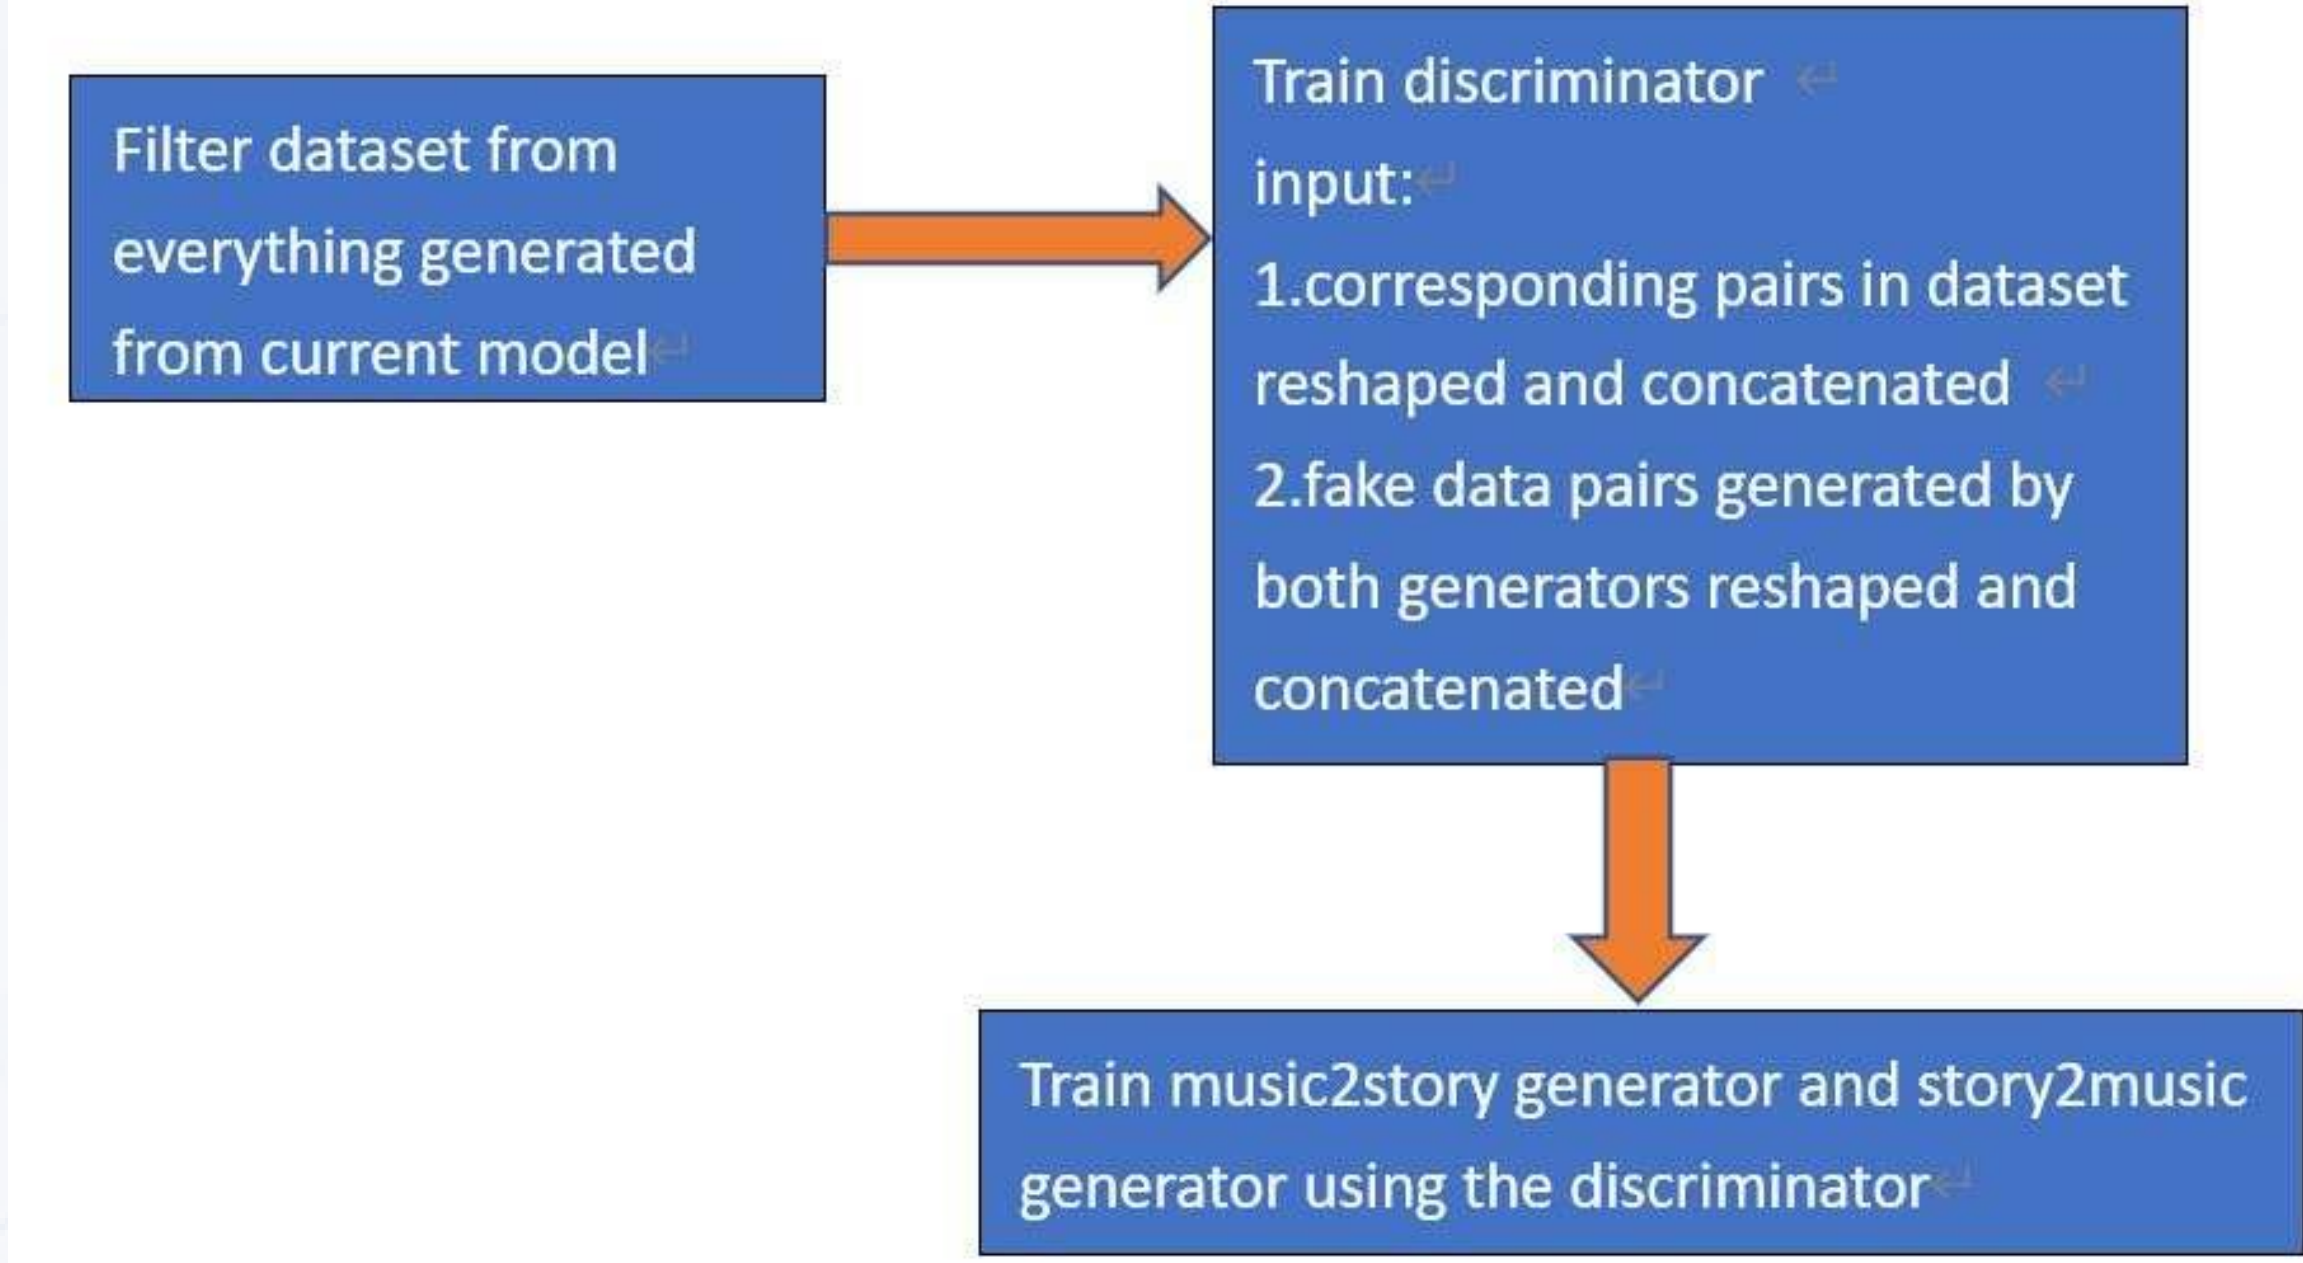 Filter dataset from
everything generated
from current model
Train discriminator
input:
1.corresponding pairs in dataset
reshaped and concatenated
2.fake data pairs generated by
both generators reshaped and
concatenated
Train music2story generator and story2music
generator using the discriminator